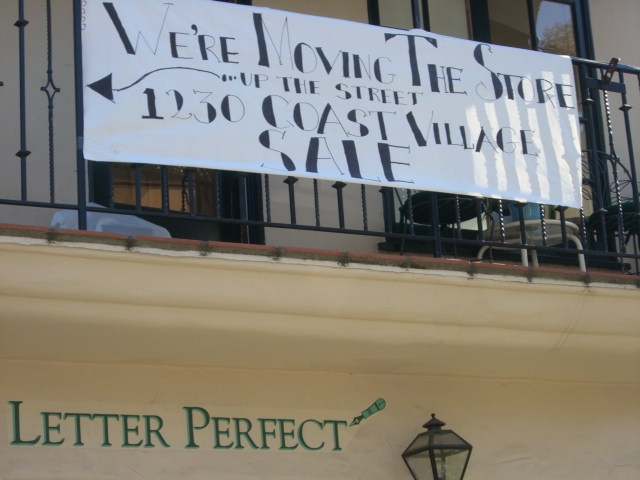 WE'RE MOVING THE STORE
...UP THE STREET
1230 COAST VILLAGE
SALE
LETTER PERFECT